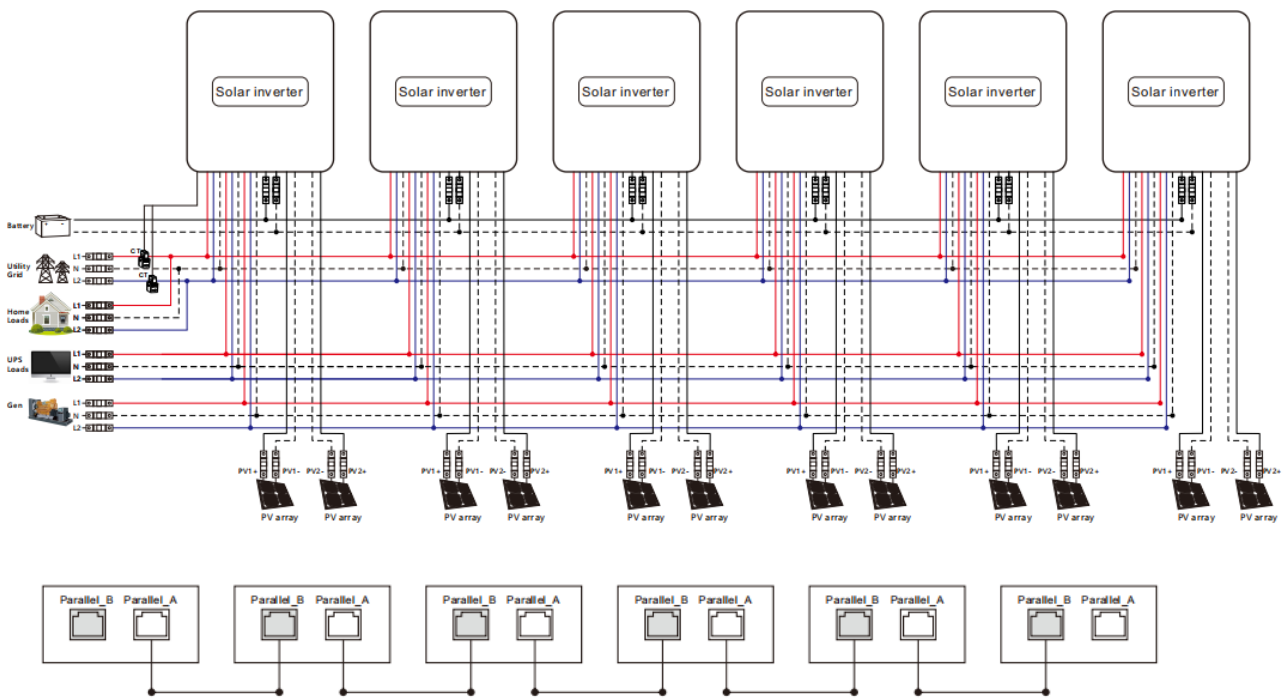 Solar inverter Solar inverter Solar inverter Solar inverter Solar inverter Solar inverter
Battery
CT
L1
Utility
Grid
N
CT
L2
L1
Home
Loads
N
L2
L1
UPS
Loads
N
L2
L1
Gen
N
L2
PV1+ PV1- PV2- PV2+ PV1+ PV1- PV2- PV2+ PV1+ PV1- PV2- PV2+ PV1+ PV1- PV2- PV2+ PV1+ PV1- PV2- PV2+ PV1+ PV1- PV2- PV2+
PV array PV array PV array PV array PV array PV array PV array PV array PV array PV array PV array PV array
Parallel_B Parallel_A Parallel_B Parallel_A Parallel_B Parallel_A Parallel_B Parallel_A Parallel_B Parallel_A Parallel_B Parallel_A